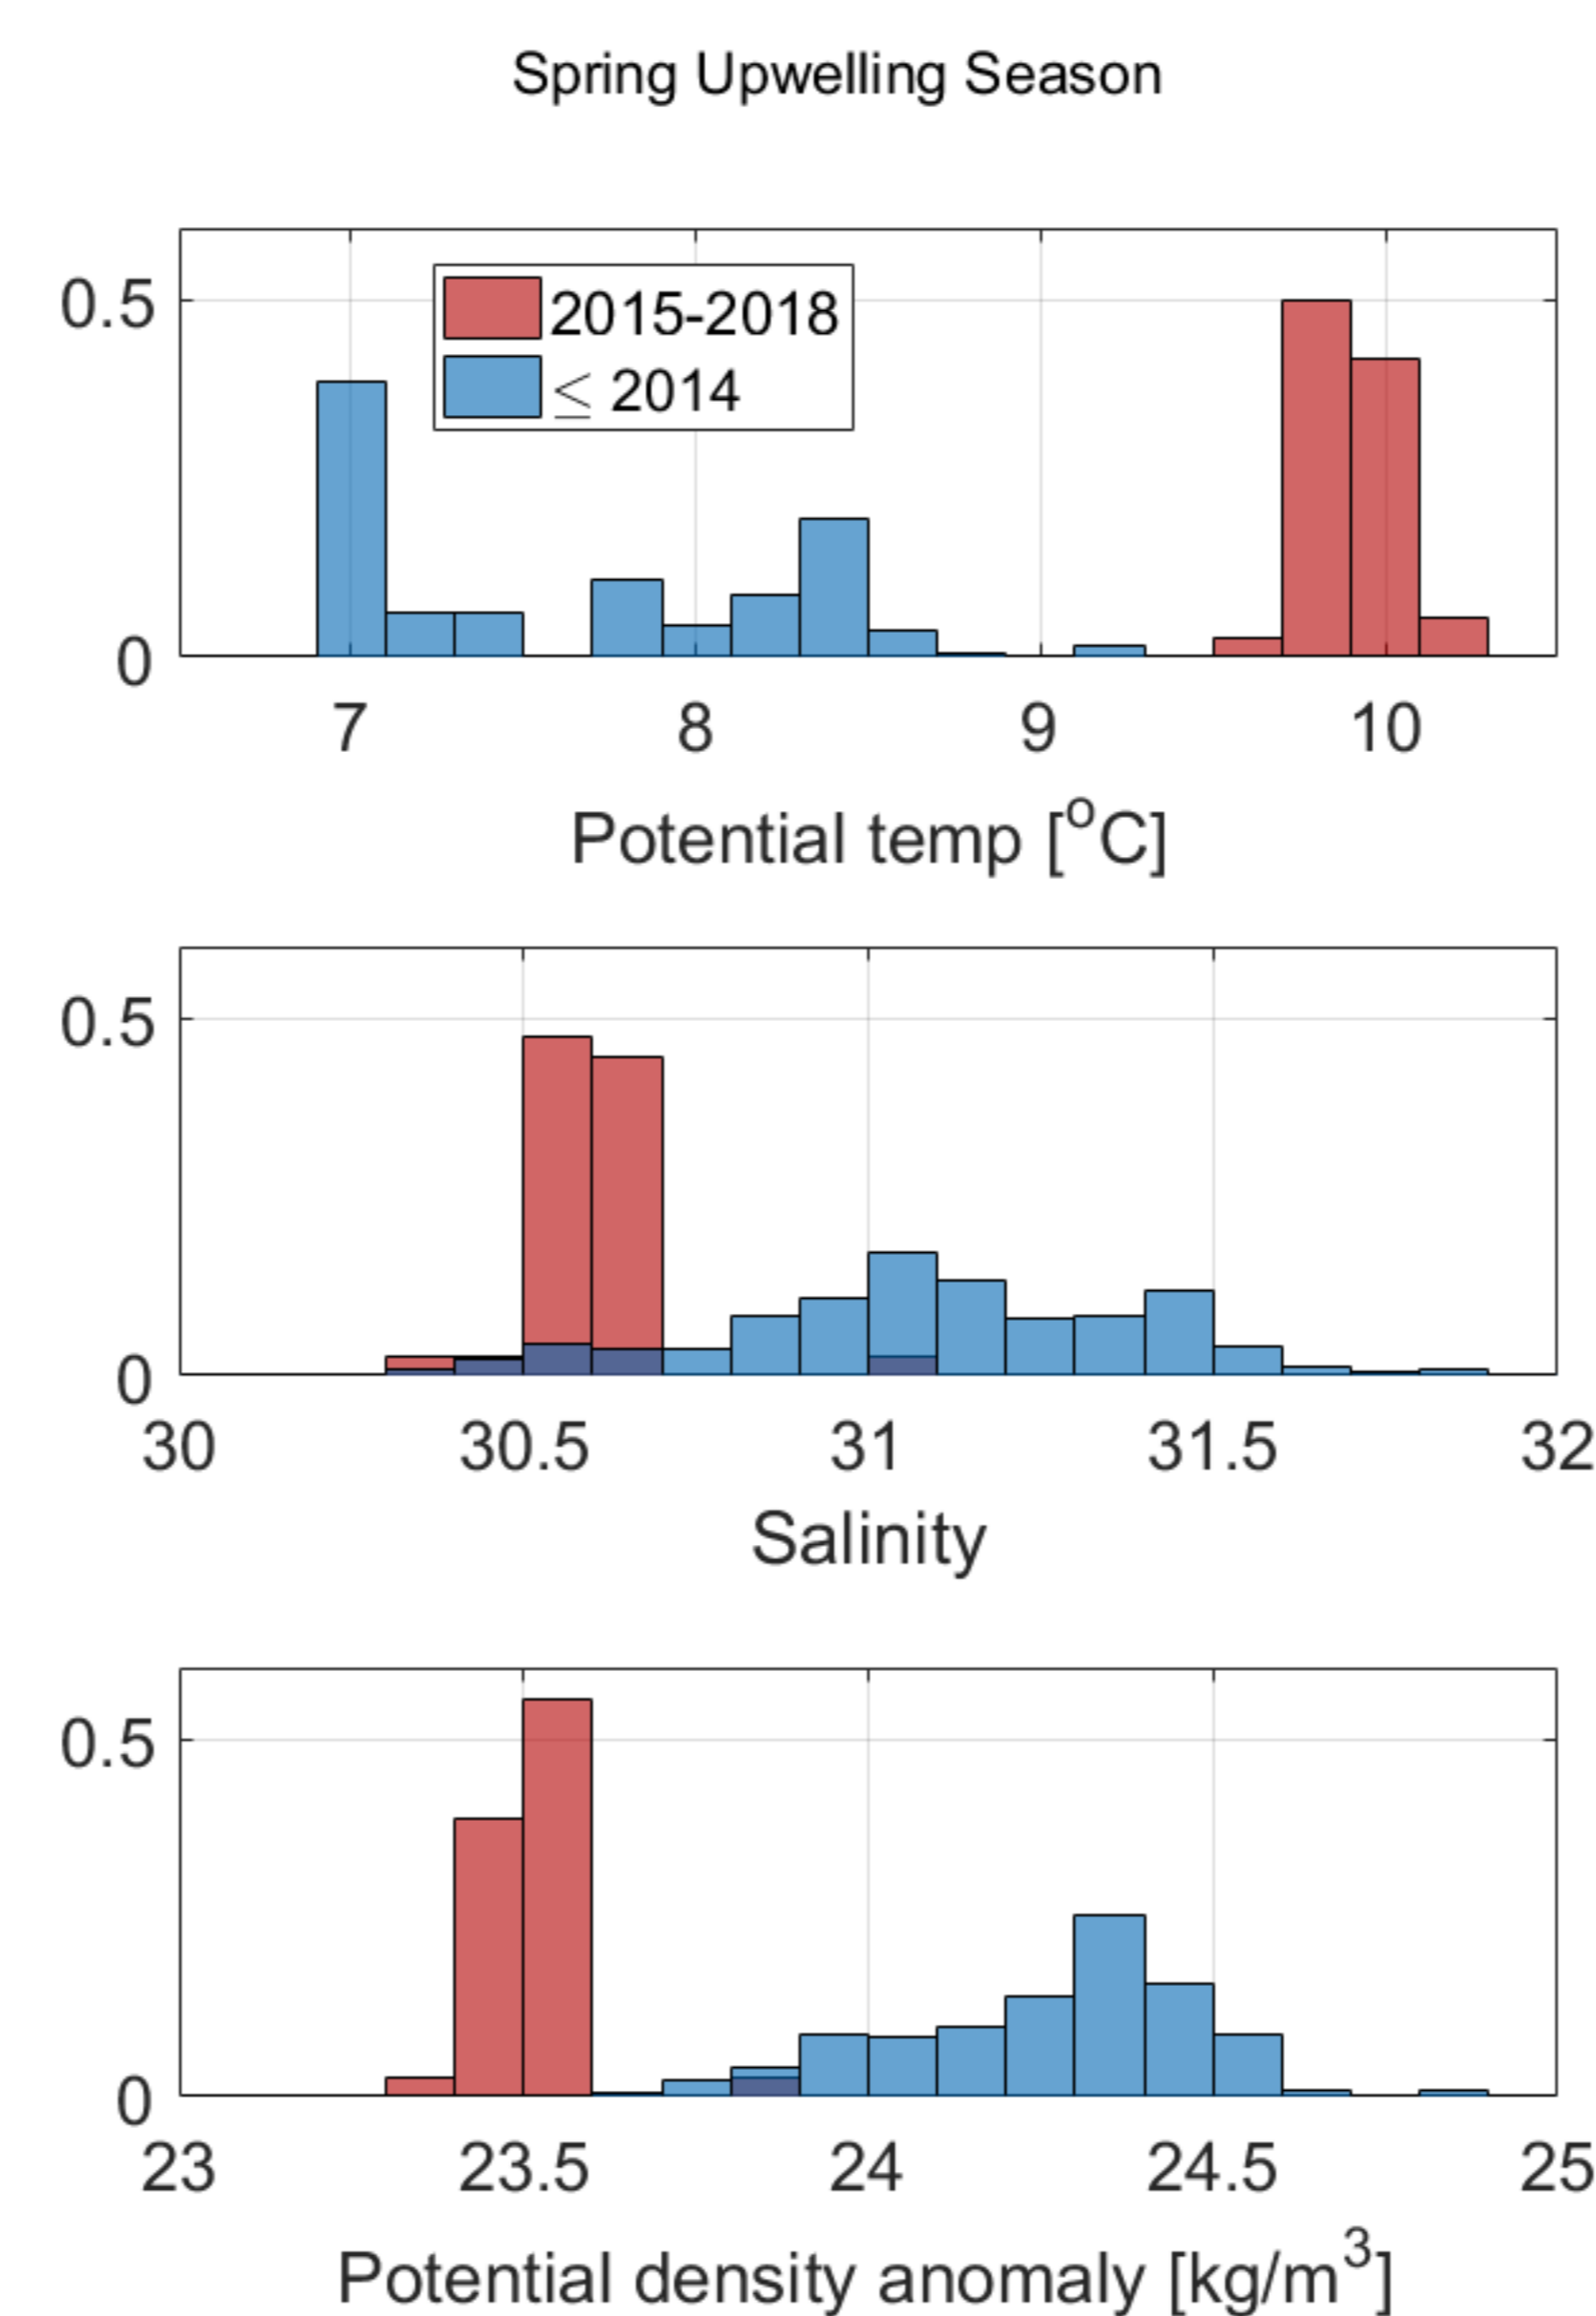 Spring Upwelling Season
0.5
2015-2018
≤ 2014
0
7 8 9 10
Potential temp [°C]
0.5
0
30 30.5 31 31.5 32
Salinity
0.5
0
23 23.5 24 24.5 25
Potential density anomaly [kg/m³]